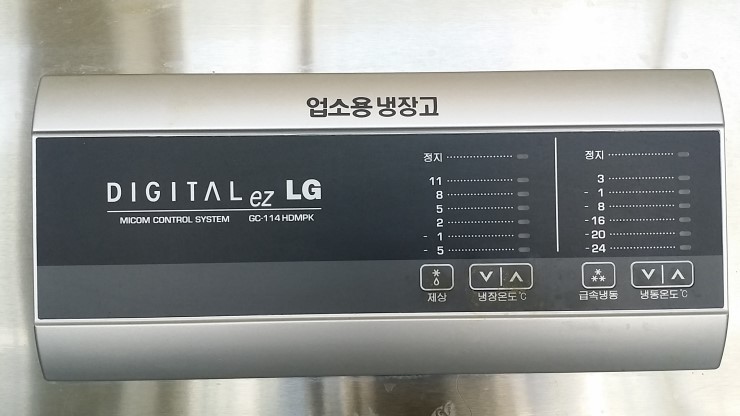 업소용 냉장고
DIGITAL ez LG
MICOM CONTROL SYSTEM GC-114HDMPK
정지
11
8
5
2
- 1
- 5
제상
냉장온도℃
정지
3
- 1
- 8
-16
-20
-24
급속냉동
냉동온도℃